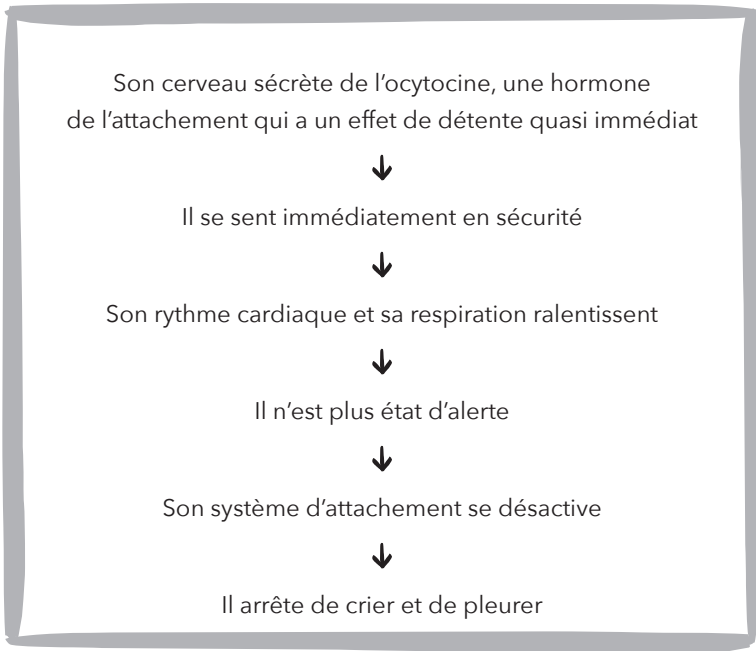 Son cerveau sécrète de l’ocytocine, une hormone
de l’attachement qui a un effet de détente quasi immédiat
Il se sent immédiatement en sécurité
Son rythme cardiaque et sa respiration ralentissent
Il n’est plus état d’alerte
Son système d’attachement se désactive
Il arrête de crier et de pleurer